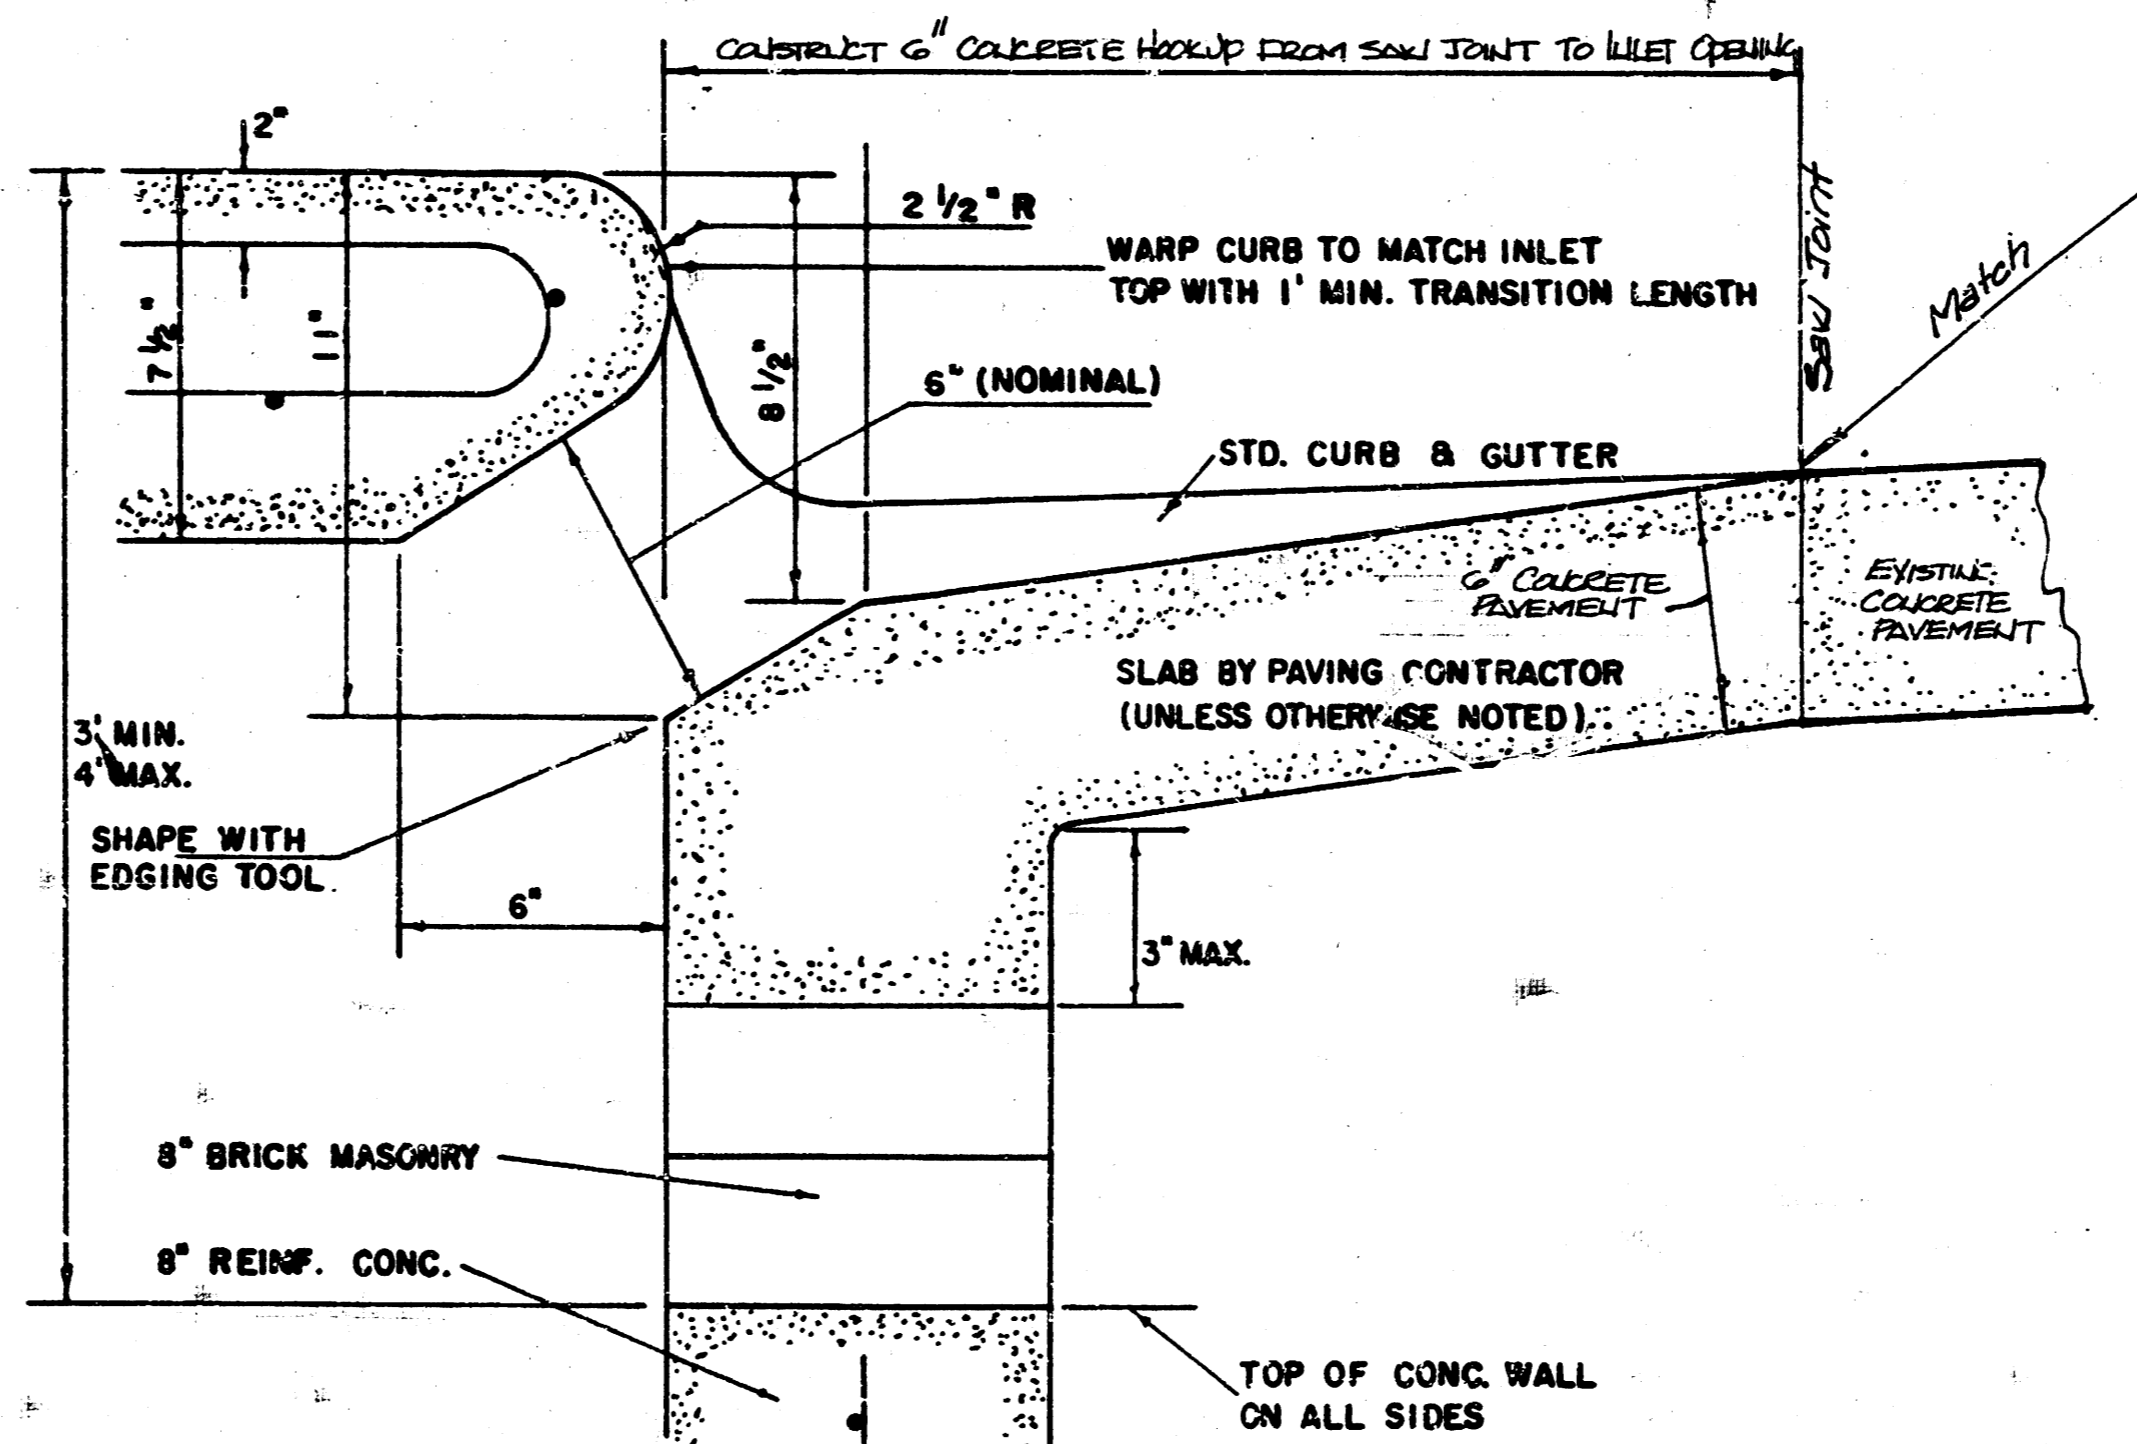 CONSTRUCT 6" CONCRETE HOOKUP FROM SAW JOINT TO INLET OPENING
2"
2 1/2" R
WARP CURB TO MATCH INLET
TOP WITH 1' MIN. TRANSITION LENGTH
Saw Joint
Match
7 1/2"
11"
8 1/2"
6" (NOMINAL)
STD. CURB & GUTTER
6" CONCRETE
PAVEMENT
EXISTING
CONCRETE
PAVEMENT
SLAB BY PAVING CONTRACTOR
(UNLESS OTHERWISE NOTED)
3' MIN.
4' MAX.
SHAPE WITH
EDGING TOOL.
6"
3" MAX.
8" BRICK MASONRY
8" REINF. CONC.
TOP OF CONC. WALL
ON ALL SIDES